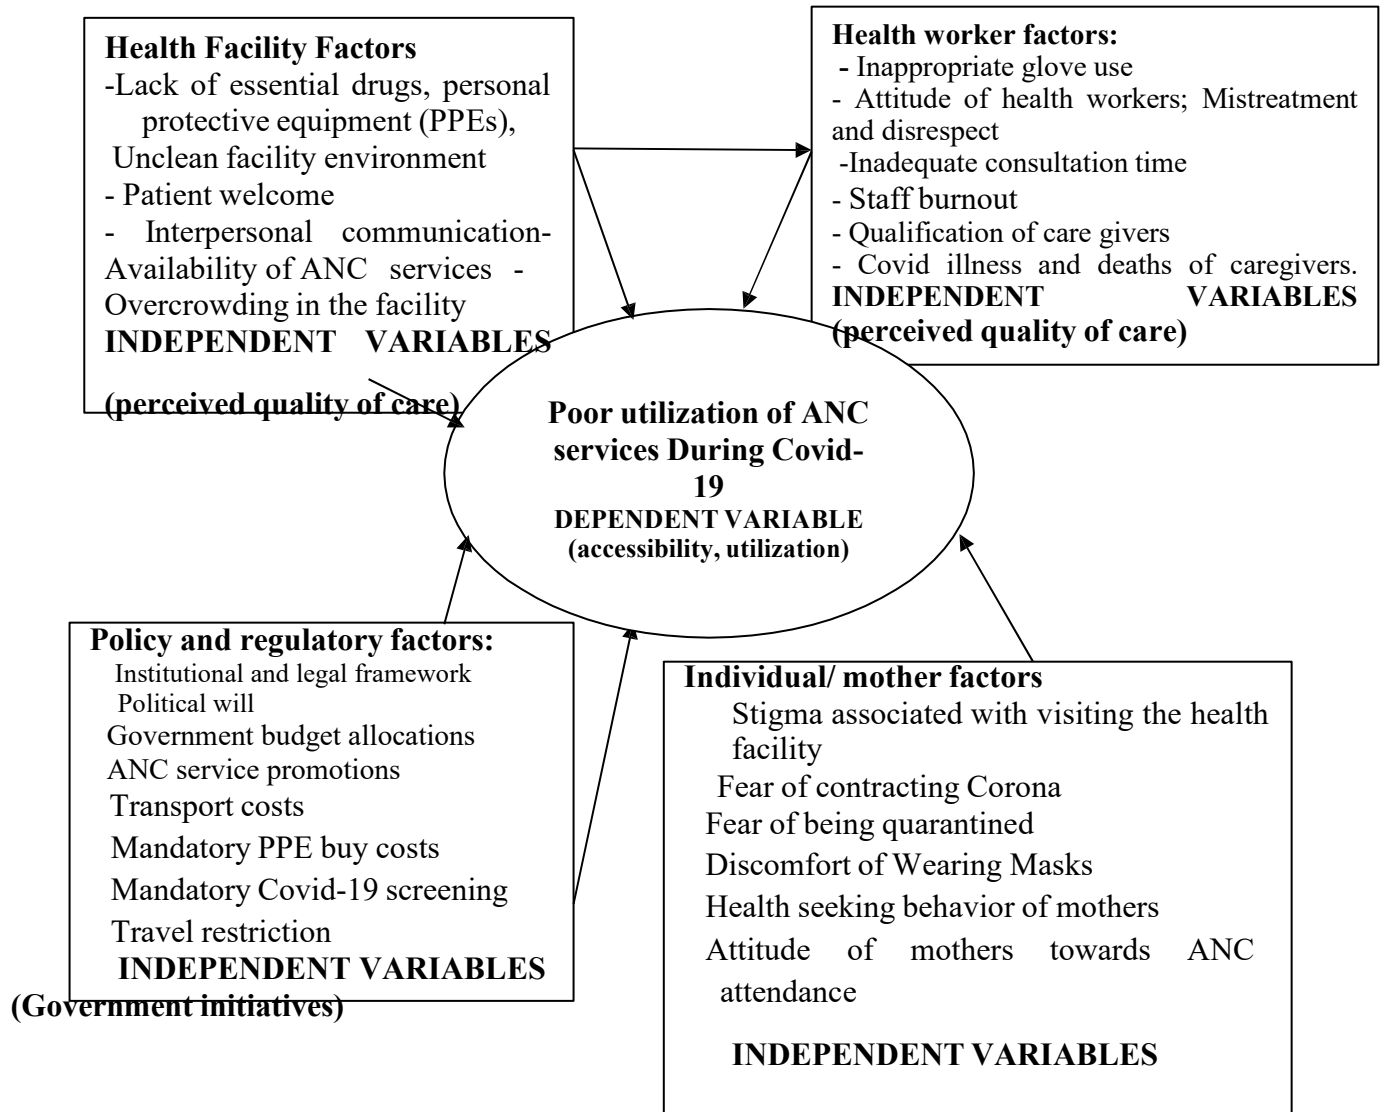 Health Facility Factors
-Lack of essential drugs, personal
protective equipment (PPEs),
Unclean facility environment
- Patient welcome
- Interpersonal communication-
Availability of ANC services -
Overcrowding in the facility
INDEPENDENT VARIABLES
(perceived quality of care)
Health worker factors:
- Inappropriate glove use
- Attitude of health workers; Mistreatment
and disrespect
-Inadequate consultation time
- Staff burnout
- Qualification of care givers
- Covid illness and deaths of caregivers.
INDEPENDENT VARIABLES
(perceived quality of care)
Poor utilization of ANC
services During Covid-
19
DEPENDENT VARIABLE
(accessibility, utilization)
Policy and regulatory factors:
Institutional and legal framework
Political will
Government budget allocations
ANC service promotions
Transport costs
Mandatory PPE buy costs
Mandatory Covid-19 screening
Travel restriction
INDEPENDENT VARIABLES
(Government initiatives)
Individual/ mother factors
Stigma associated with visiting the health
facility
Fear of contracting Corona
Fear of being quarantined
Discomfort of Wearing Masks
Health seeking behavior of mothers
Attitude of mothers towards ANC
attendance
INDEPENDENT VARIABLES